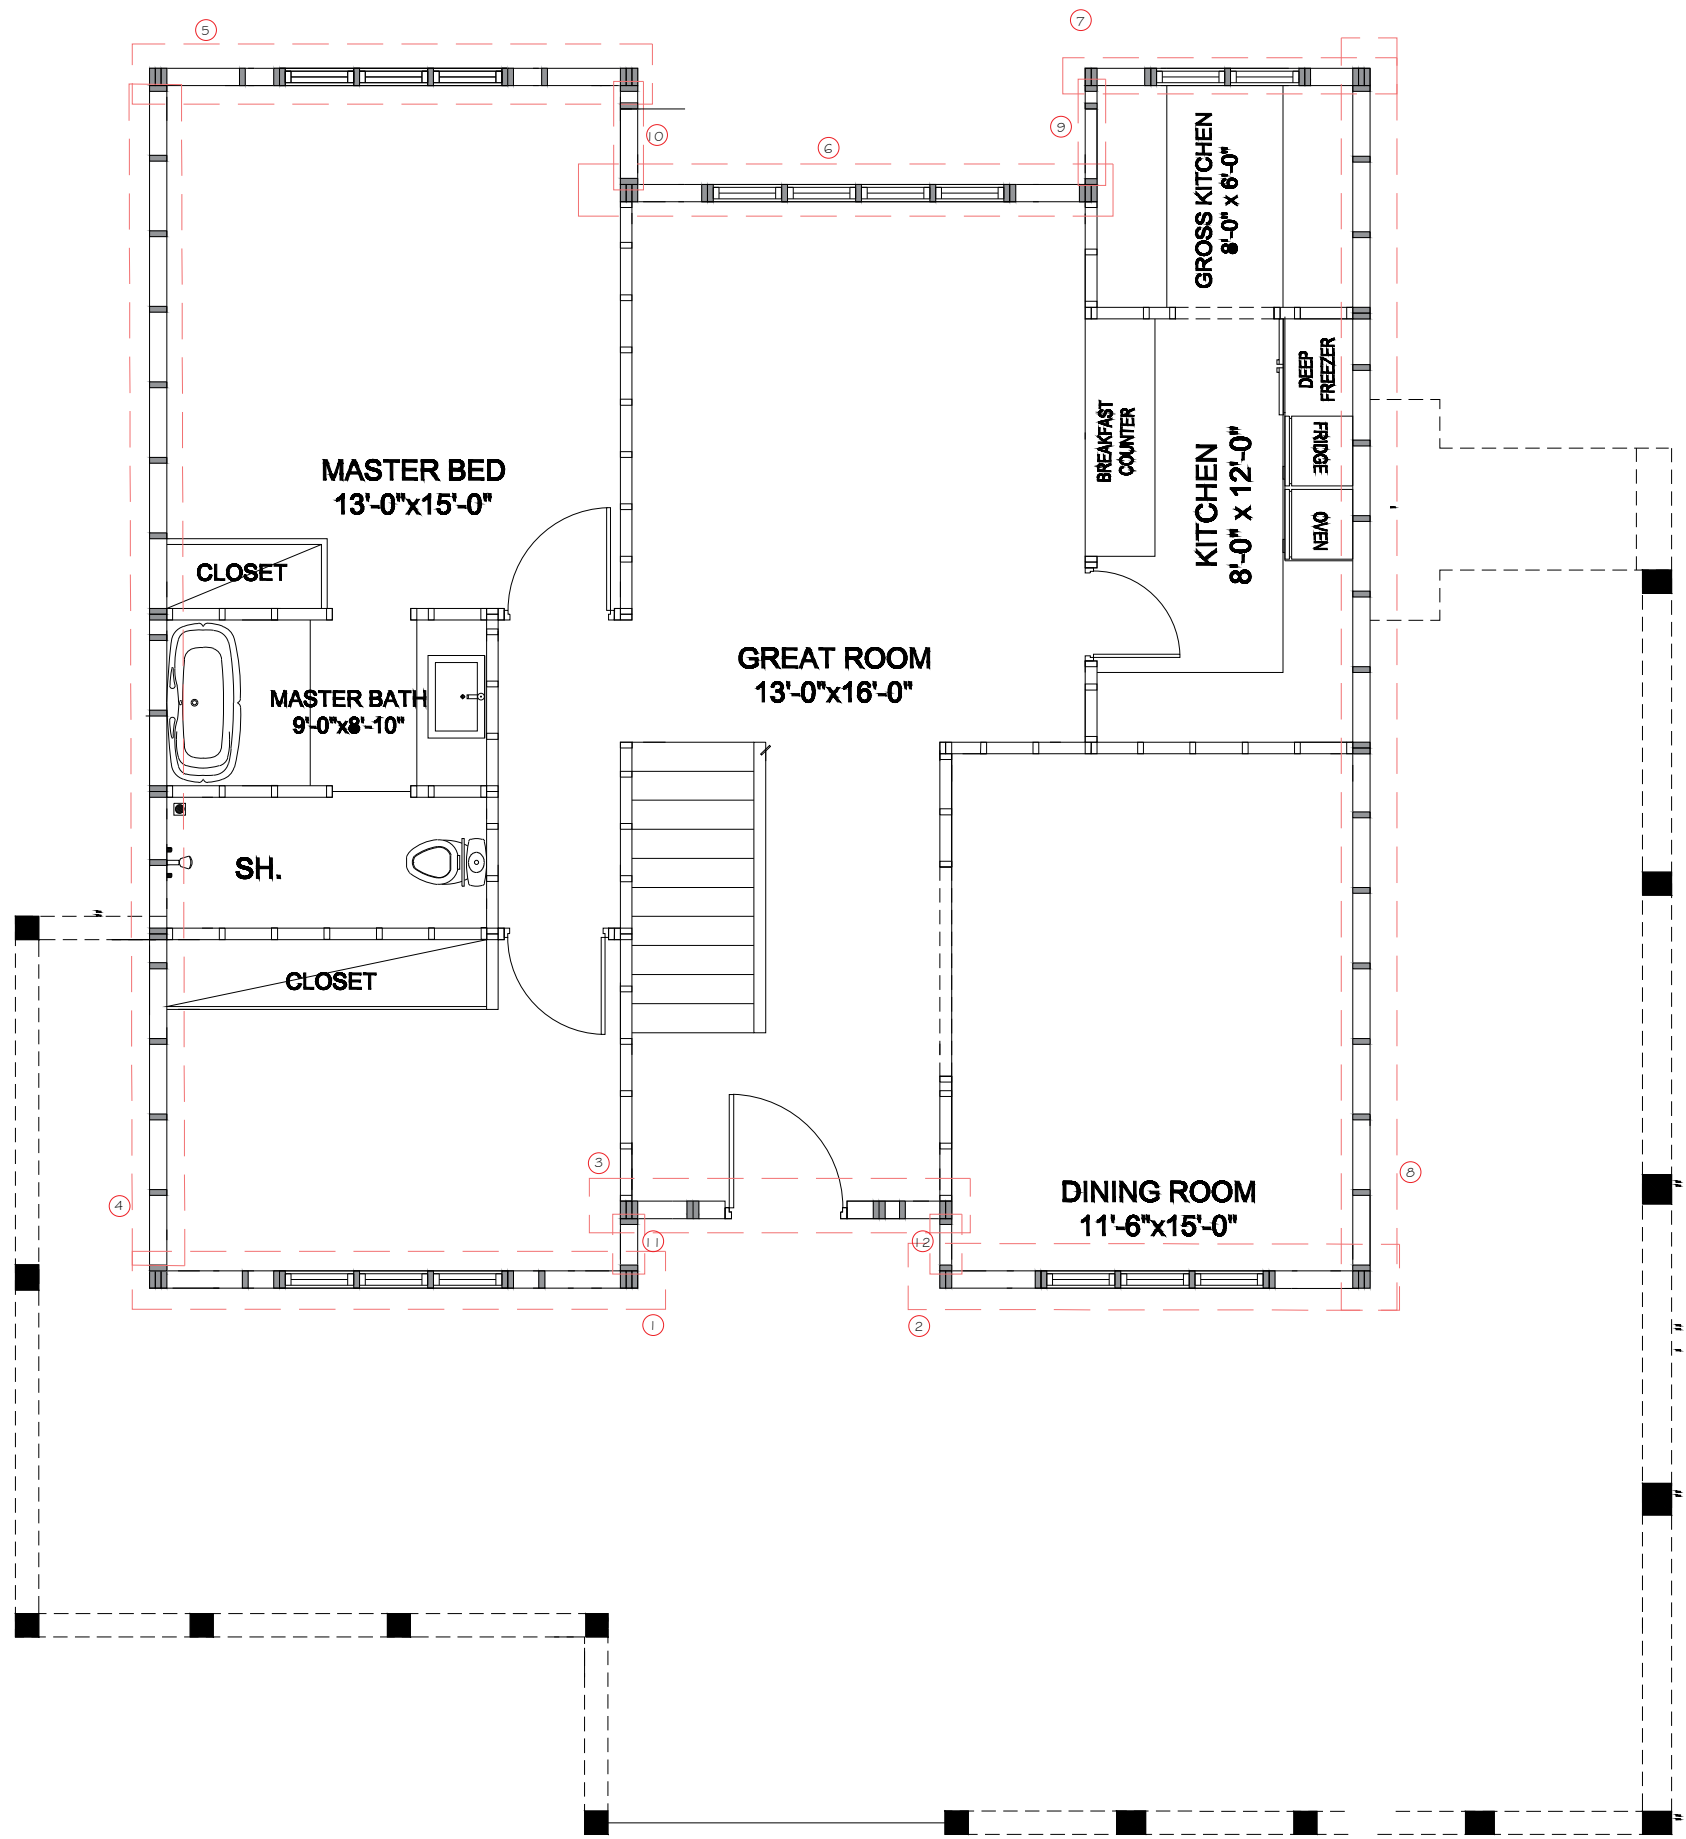 5
7
10
9
6
GROSS KITCHEN
8'-0" x 6'-0"
DEEP
FREEZER
BREAKFAST
COUNTER
FRIDGE
KITCHEN
8'-0" x 12'-0"
OVEN
MASTER BED
13'-0"x15'-0"
CLOSET
GREAT ROOM
13'-0"x16'-0"
MASTER BATH
9'-0"x8'-10"
SH.
CLOSET
3
4
8
DINING ROOM
11'-6"x15'-0"
11
12
1
2